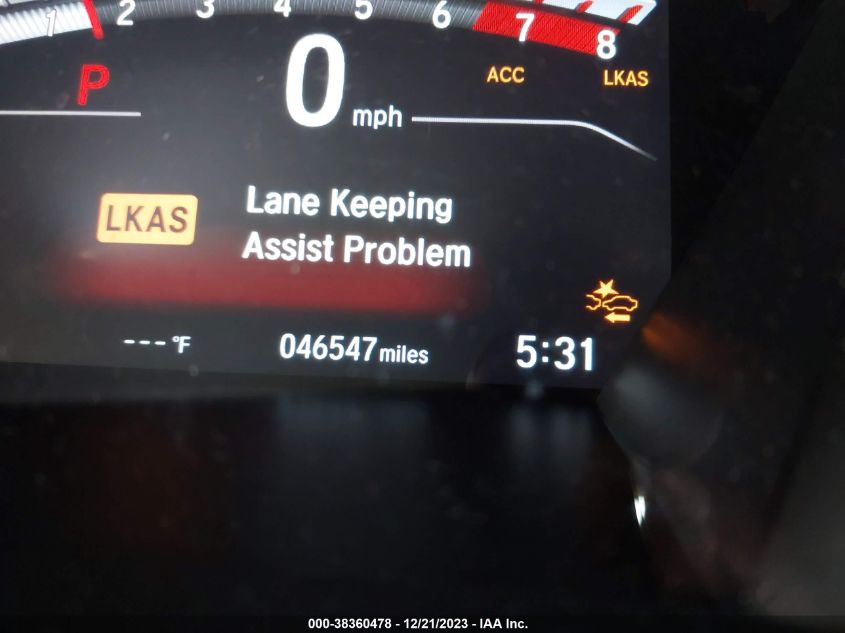 1 2 3 4 5 6 7 8
P 0 mph ACC LKAS
LKAS Lane Keeping
Assist Problem
---°F 046547 miles 5:31
000-38360478 - 12/21/2023 - IAA Inc.